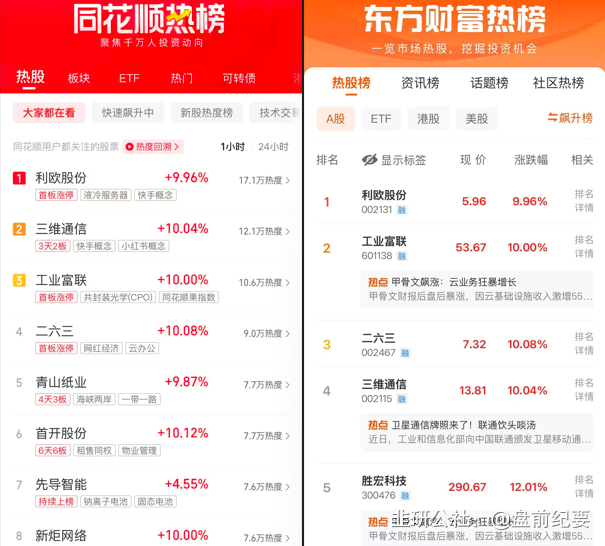 同花顺热榜
聚焦千万人投资动向
热股 板块 ETF 热门 可转债
大家都在看 快速飙升中 新股热度榜 技术交易
同花顺用户都关注的股票 热度回溯 > 1小时 24小时
1 利欧股份 +9.96% 17.1万热度 >
首板涨停 液冷服务器 快手概念
2 三维通信 +10.04% 12.1万热度 >
3天2板 快手概念 小红书概念
3 工业富联 +10.00% 10.6万热度 >
首板涨停 共封装光学(CPO) 同花顺果指数
4 二六三 +10.08% 9.0万热度 >
首板涨停 网红经济 云办公
5 青山纸业 +9.87% 7.7万热度 >
4天3板 海峡两岸 一带一路
6 首开股份 +10.12% 7.7万热度 >
6天6板 租售同权 物业管理
7 先导智能 +4.55% 7.6万热度 >
持续上榜 钠离子电池 固态电池
8 新炬网络 +10.00% 7.6万热度 >
东方财富热榜
一览市场热股，挖掘投资机会
热股榜 资讯榜 话题榜 社区热榜
A股 ETF 港股 美股 飙升榜
排名 显示标签 现价 涨跌幅 相关
1 利欧股份 5.96 9.96% 排名
002131 融 详情
2 工业富联 53.67 10.00% 排名
601138 融 详情
热点 甲骨文飙涨：云业务狂暴增长
甲骨文财报后盘后暴涨，因云基础设施收入激增55...
3 二六三 7.32 10.08% 排名
002467 融 详情
4 三维通信 13.81 10.04% 排名
002115 融 详情
热点 卫星通信牌照来了！联通饮头啖汤
近日，工业和信息化部向中国联通颁发卫星移动通...
5 胜宏科技 290.67 12.01% 排名
300476 融 详情
热点
甲骨文财报后盘后暴涨，因云基础设施收入激增55...
韭研公社 @盘前纪要